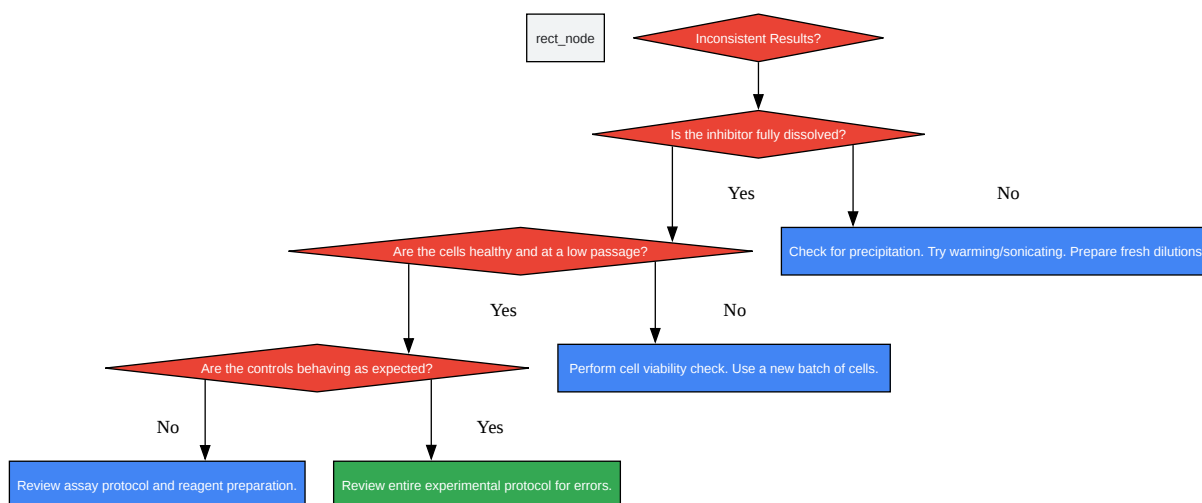 rect_node
Inconsistent Results?
Is the inhibitor fully dissolved?
Yes
No
Are the cells healthy and at a low passage?
Check for precipitation. Try warming/sonicating. Prepare fresh dilutions
Yes
No
Are the controls behaving as expected?
Perform cell viability check. Use a new batch of cells.
No
Yes
Review assay protocol and reagent preparation.
Review entire experimental protocol for errors.